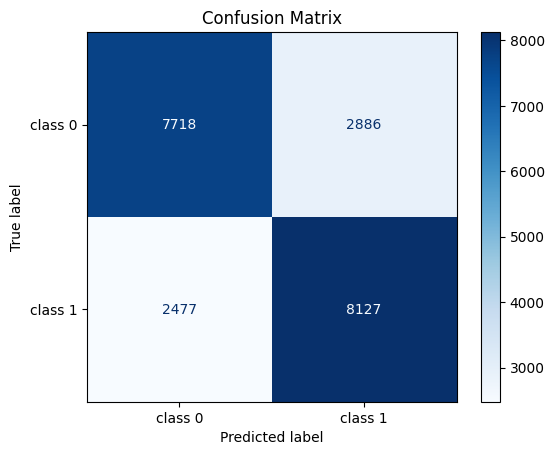 Confusion Matrix
True label
class 0
7718 2886
class 1
2477 8127
class 0 class 1
Predicted label
8000
7000
6000
5000
4000
3000